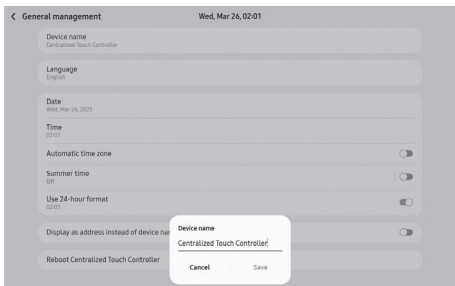 General management
Wed, Mar 26, 02:01
Device name
Centralized Touch Controller
Language
English
Date
Wed, Mar 26, 2025
Time
02:01
Automatic time zone
Summer time
Off
Use 24-hour format
02:01
Display as address instead of device nam
Reboot Centralized Touch Controller
Device name
Centralized Touch Controller
Cancel
Save